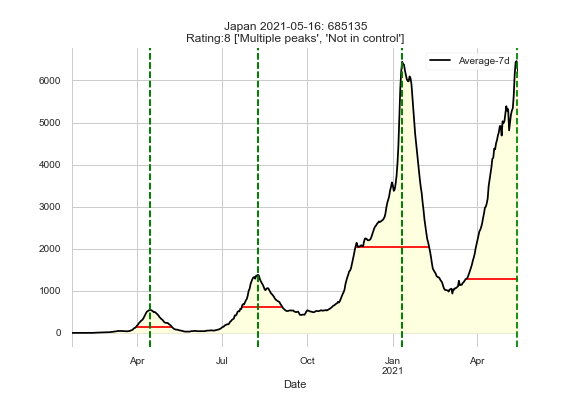 Japan 2021-05-16: 685135
Rating:8 ['Multiple peaks', 'Not in control']
Average-7d
6000
5000
4000
3000
2000
1000
0
Apr
Jul
Oct
Jan
2021
Apr
Date